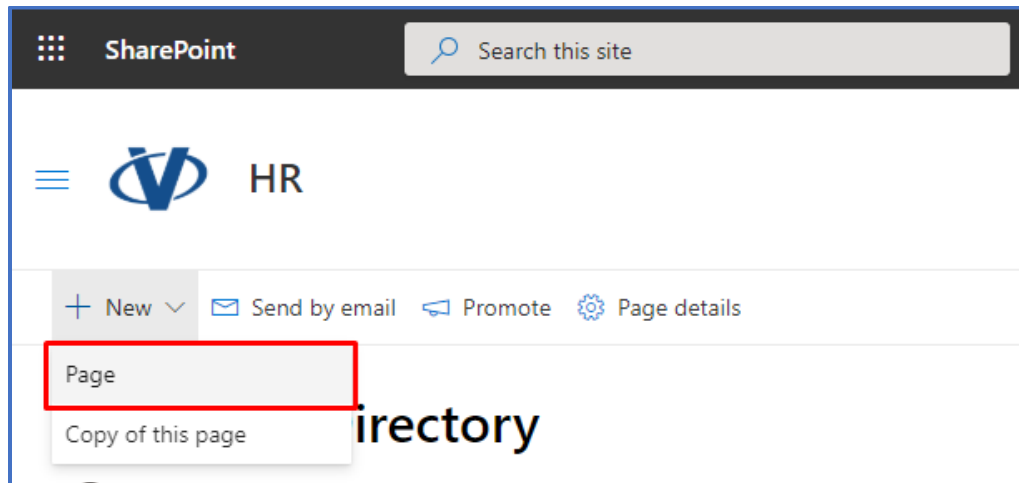 SharePoint Search this site
HR
New Send by email Promote Page details
Page
Copy of this page
irectory